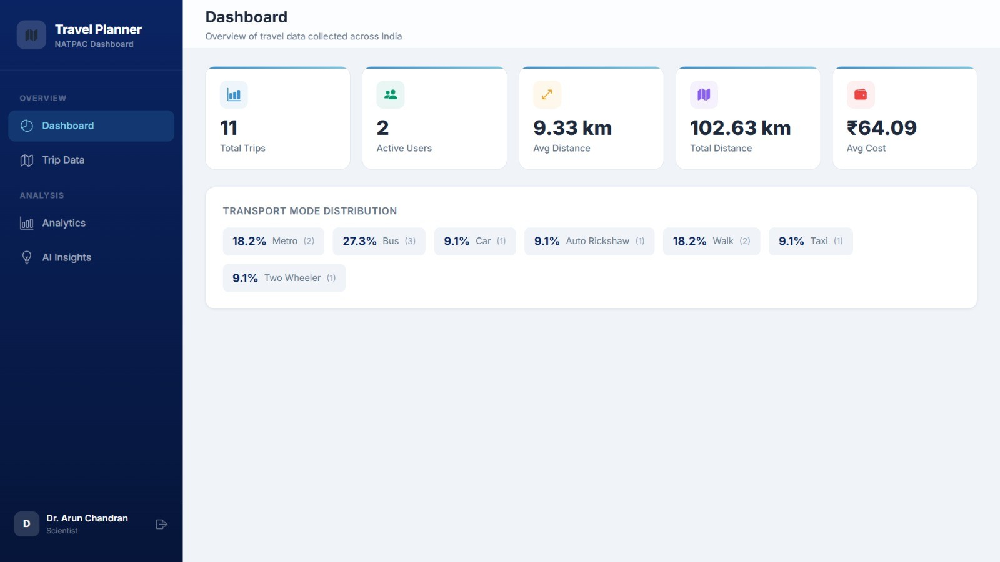 Travel Planner
NATPAC Dashboard
OVERVIEW
Dashboard
Trip Data
ANALYSIS
Analytics
AI Insights
D
Dr. Arun Chandran
Scientist
Dashboard
Overview of travel data collected across India
11
Total Trips
2
Active Users
9.33 km
Avg Distance
102.63 km
Total Distance
₹64.09
Avg Cost
TRANSPORT MODE DISTRIBUTION
18.2% Metro (2)
27.3% Bus (3)
9.1% Car (1)
9.1% Auto Rickshaw (1)
18.2% Walk (2)
9.1% Taxi (1)
9.1% Two Wheeler (1)